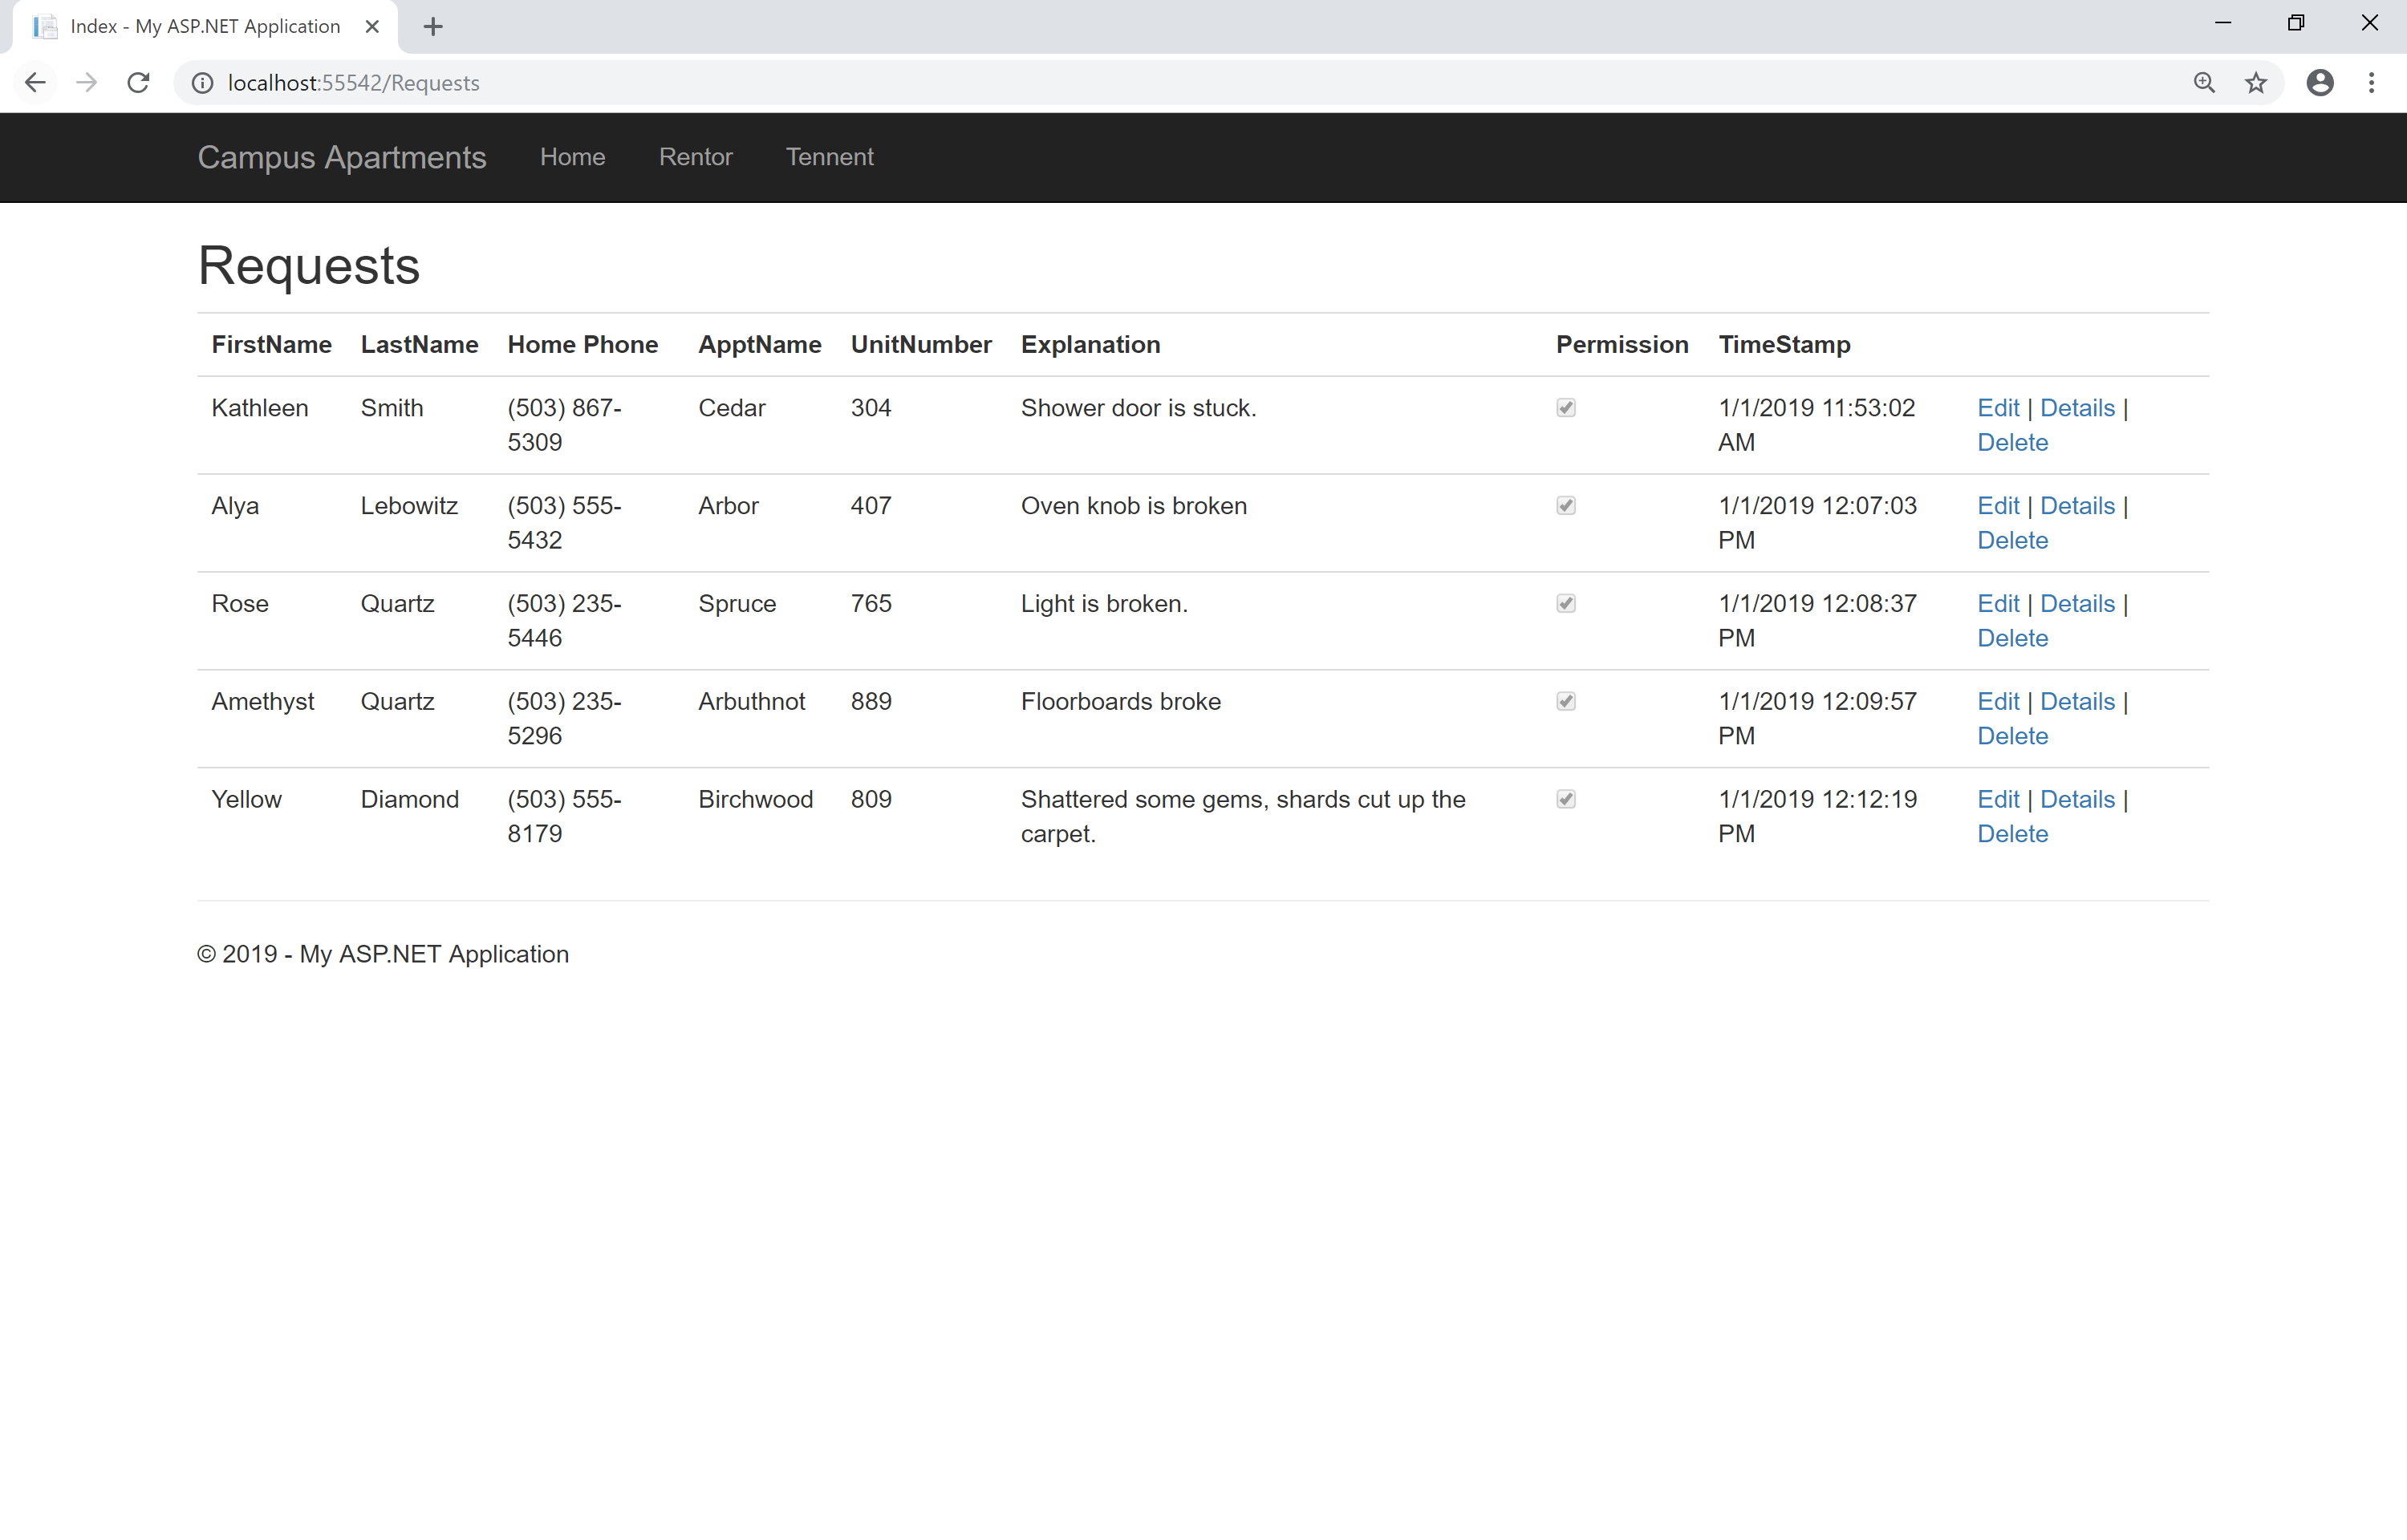 Index - My ASP.NET Application
localhost:55542/Requests
Campus Apartments Home Rentor Tennent
Requests
FirstName LastName Home Phone ApptName UnitNumber Explanation Permission TimeStamp
Kathleen Smith (503) 867- Cedar 304 Shower door is stuck. 1/1/2019 11:53:02 Edit | Details |
5309 AM Delete
Alya Lebowitz (503) 555- Arbor 407 Oven knob is broken 1/1/2019 12:07:03 Edit | Details |
5432 PM Delete
Rose Quartz (503) 235- Spruce 765 Light is broken. 1/1/2019 12:08:37 Edit | Details |
5446 PM Delete
Amethyst Quartz (503) 235- Arbuthnot 889 Floorboards broke 1/1/2019 12:09:57 Edit | Details |
5296 PM Delete
Yellow Diamond (503) 555- Birchwood 809 Shattered some gems, shards cut up the 1/1/2019 12:12:19 Edit | Details |
8179 carpet. PM Delete
© 2019 - My ASP.NET Application